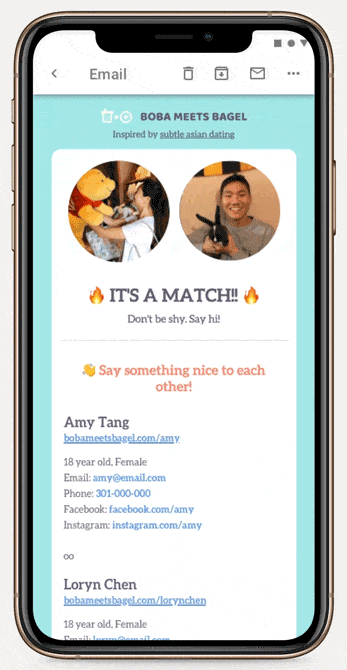 Email
BOBA MEETS BAGEL
Inspired by subtle asian dating
🔥 IT'S A MATCH!! 🔥
Don't be shy. Say hi!
👋 Say something nice to each
other!
Amy Tang
bobameetsbagel.com/amy
18 year old, Female
Email: amy@email.com
Phone: 301-000-000
Facebook: facebook.com/amy
Instagram: instagram.com/amy
∞
Loryn Chen
bobameetsbagel.com/lorynchen
18 year old, Female
Email: loryn@email.com